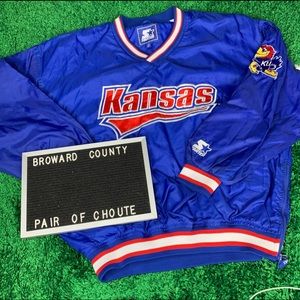 Kansas
KU
BROWARD COUNTY
PAIR OF CHOUTE